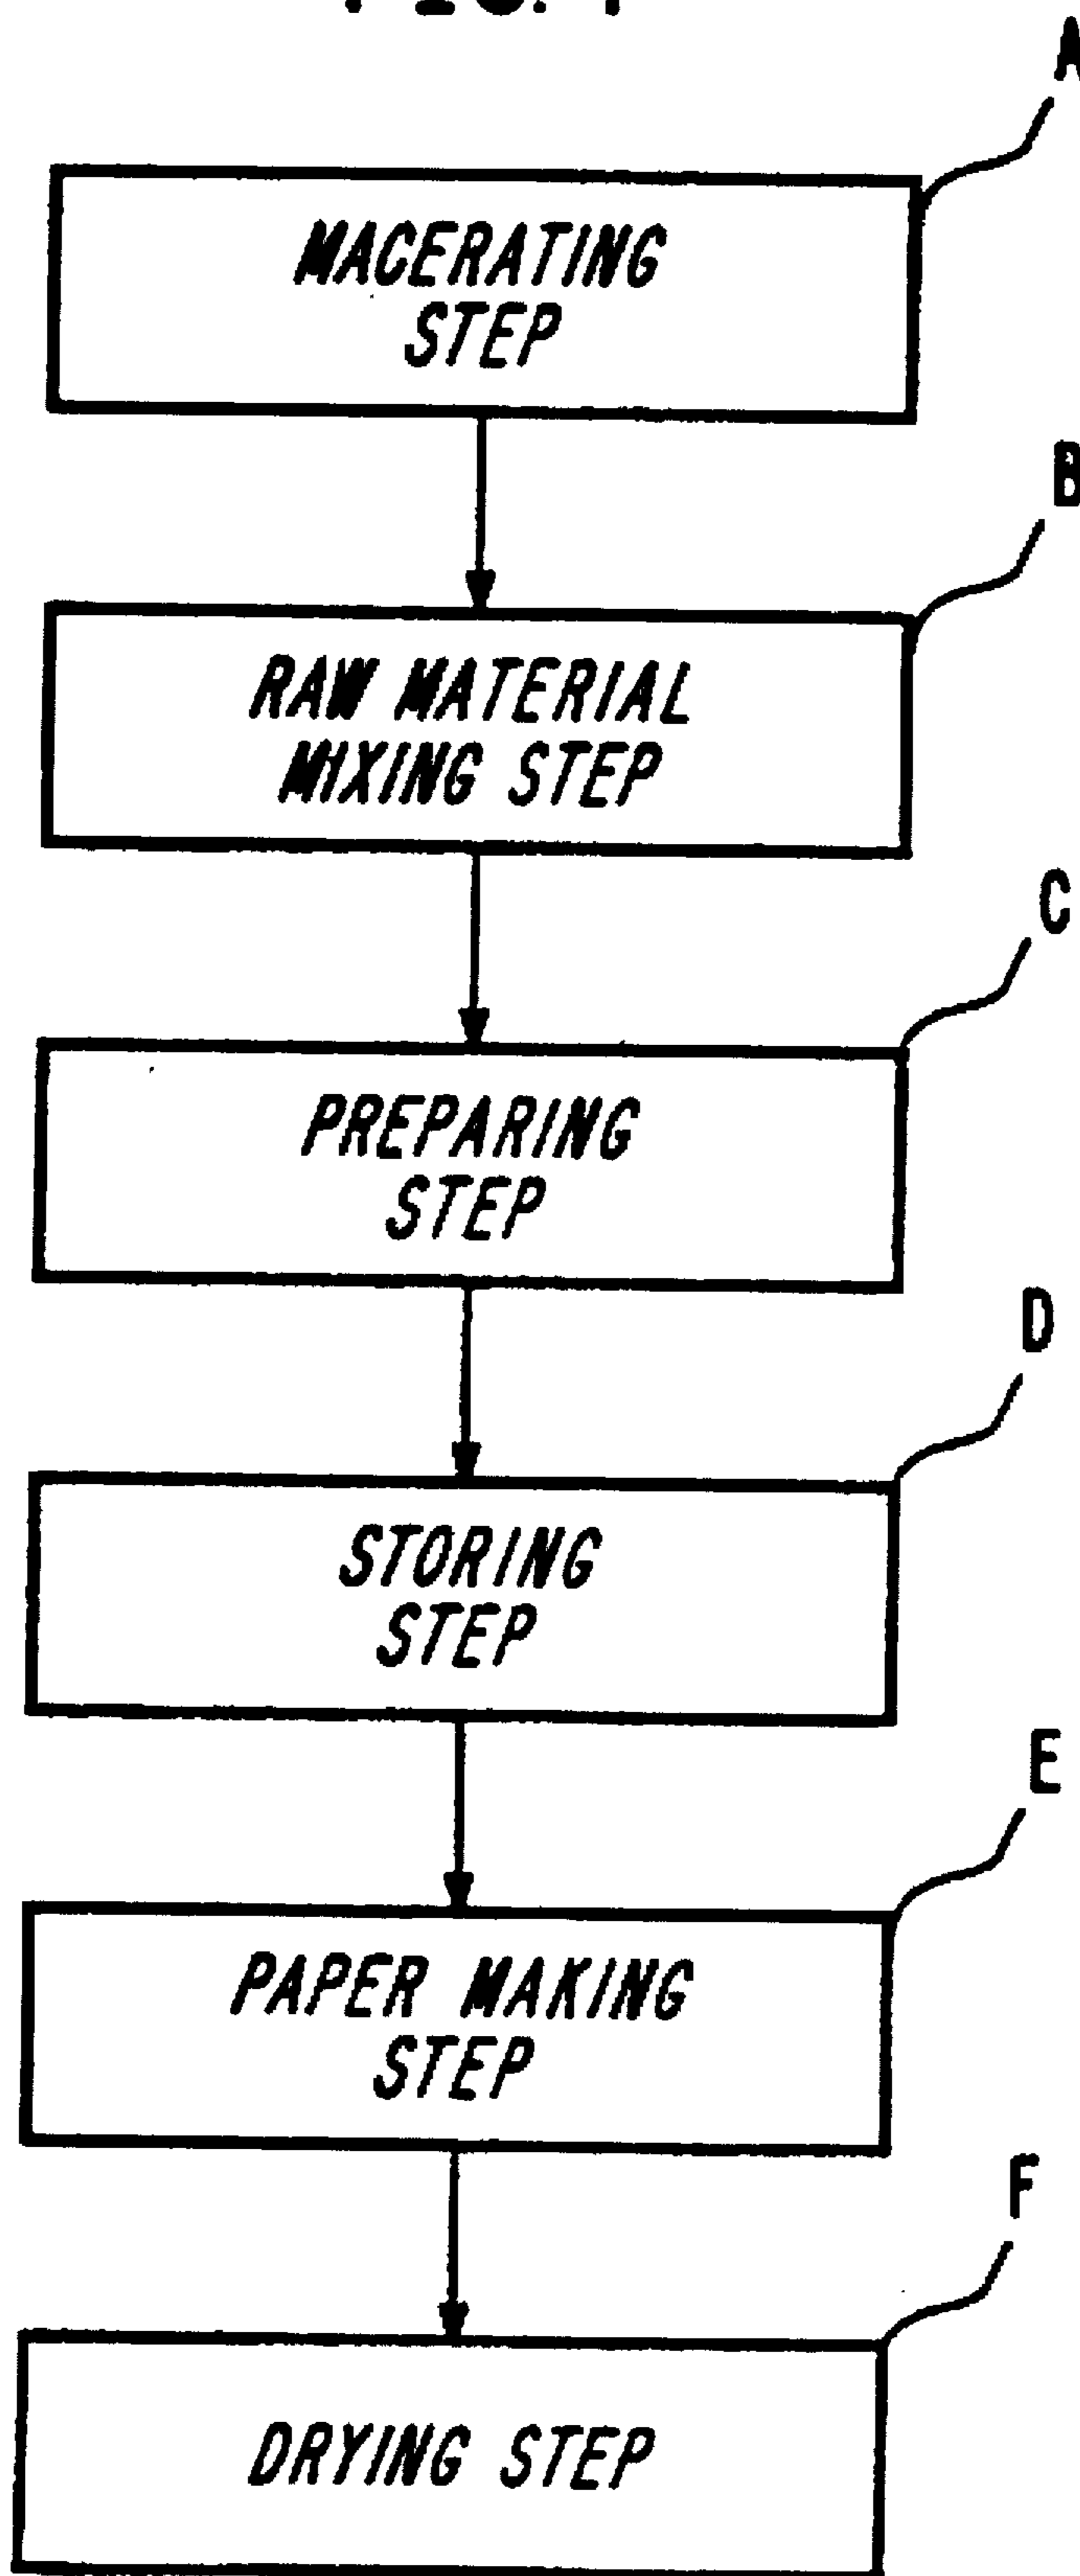 A
MACERATING
STEP
B
RAW MATERIAL
MIXING STEP
C
PREPARING
STEP
D
STORING
STEP
E
PAPER MAKING
STEP
F
DRYING STEP